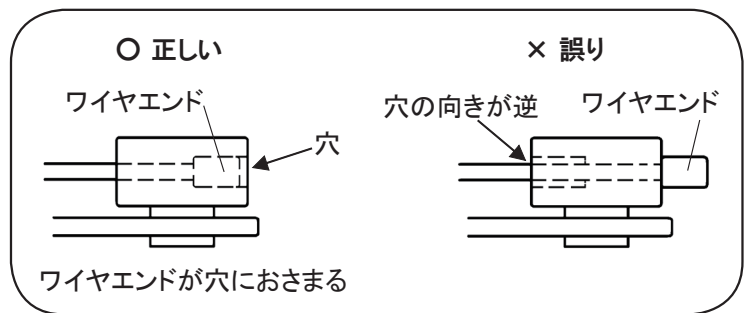 ○ 正しい
ワイヤエンド
穴
ワイヤエンドが穴におさまる
× 誤り
穴の向きが逆
ワイヤエンド